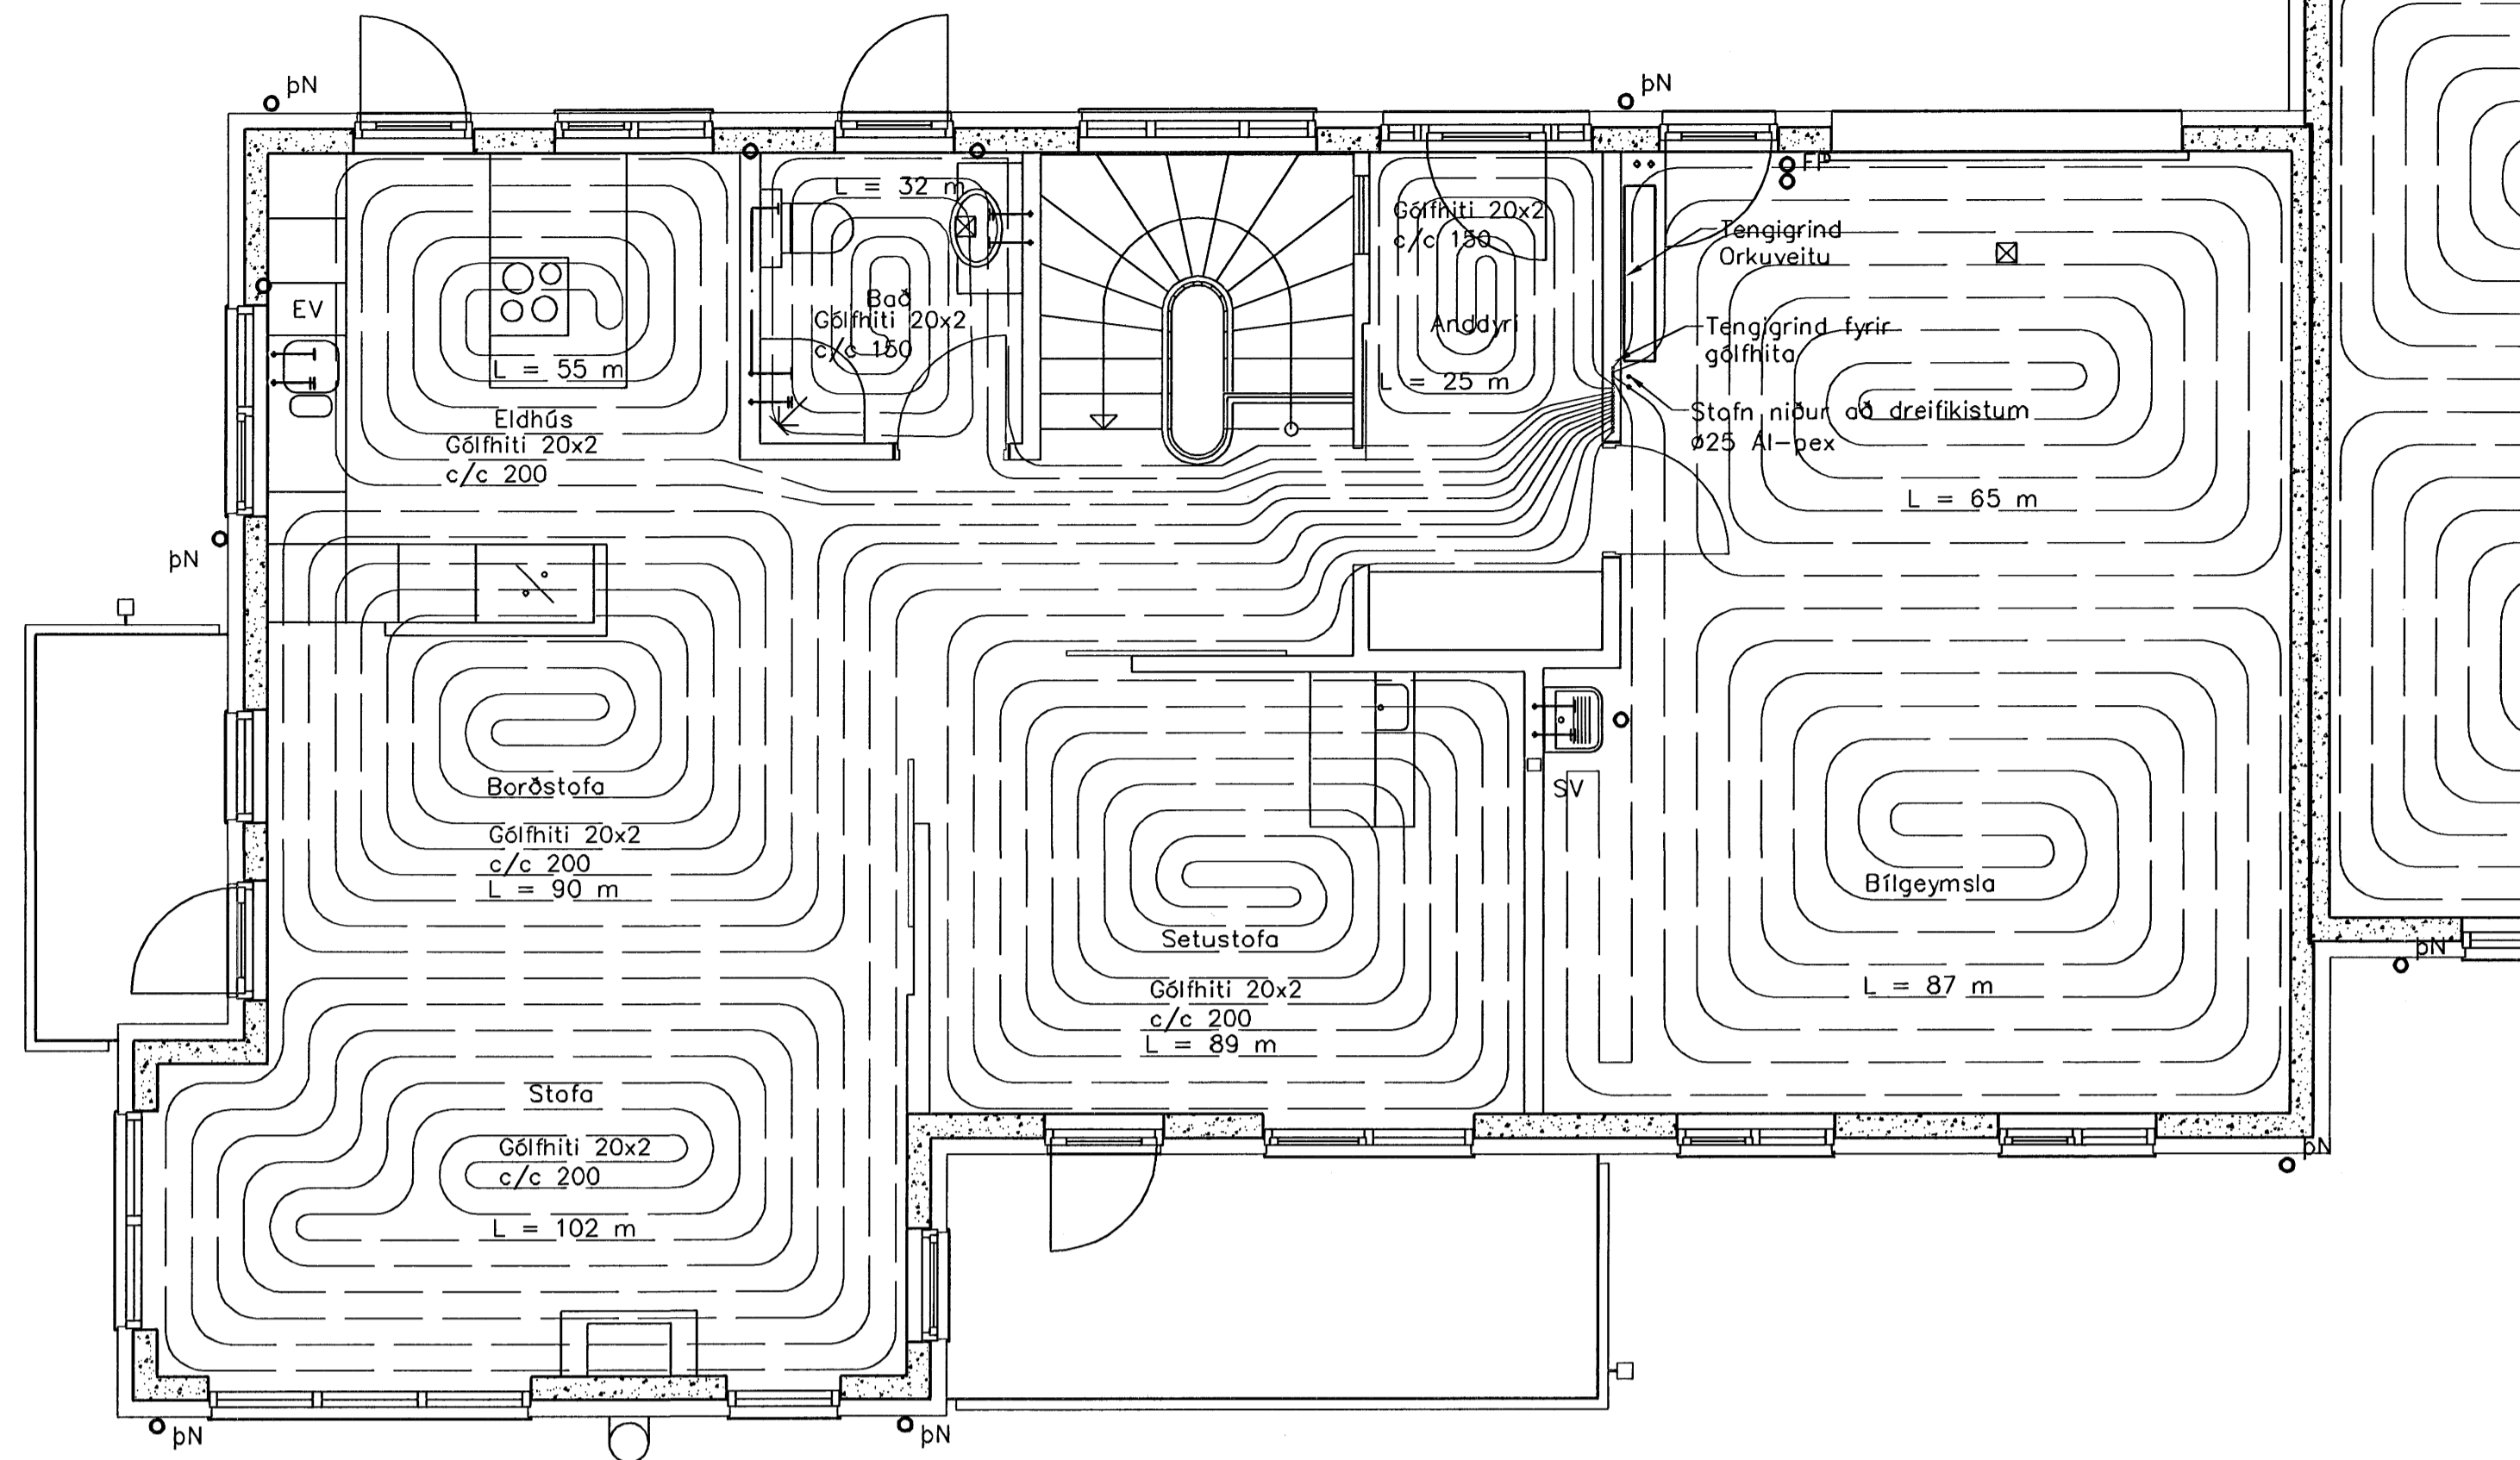 þN
þN
FP
L = 32 m
Gólfhiti 20x2
c/c 150
Tengigrind
Orkuveitu
EV
Bað
Gólfhiti 20x2
c/c 150
Anddyri
L = 25 m
Tengigrind fyrir
gólfhita
L = 55 m
Eldhús
Gólfhiti 20x2
c/c 200
Stofn niður að dreifikistum
ø25 Al-pex
L = 65 m
þN
Borðstofa
Gólfhiti 20x2
c/c 200
L = 90 m
SV
Bílgeymsla
L = 87 m
Setustofa
Gólfhiti 20x2
c/c 200
L = 89 m
þN
Stofa
Gólfhiti 20x2
c/c 200
L = 102 m
þN
þN
þN